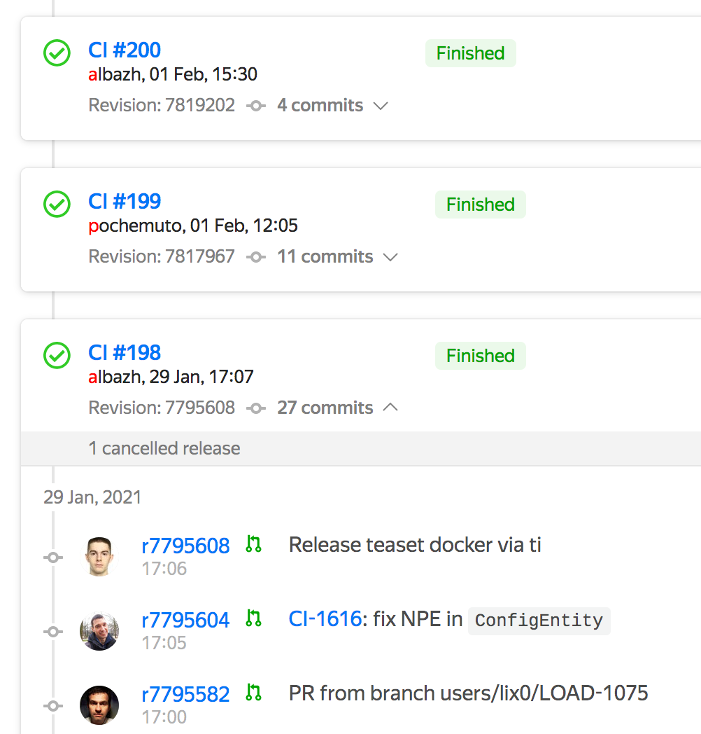 CI #200
Finished
albazh, 01 Feb, 15:30
Revision: 7819202 4 commits
CI #199
Finished
pochemuto, 01 Feb, 12:05
Revision: 7817967 11 commits
CI #198
Finished
albazh, 29 Jan, 17:07
Revision: 7795608 27 commits
1 cancelled release
29 Jan, 2021
r7795608 Release teaset docker via ti
17:06
r7795604 CI-1616: fix NPE in ConfigEntity
17:05
r7795582 PR from branch users/lix0/LOAD-1075
17:00